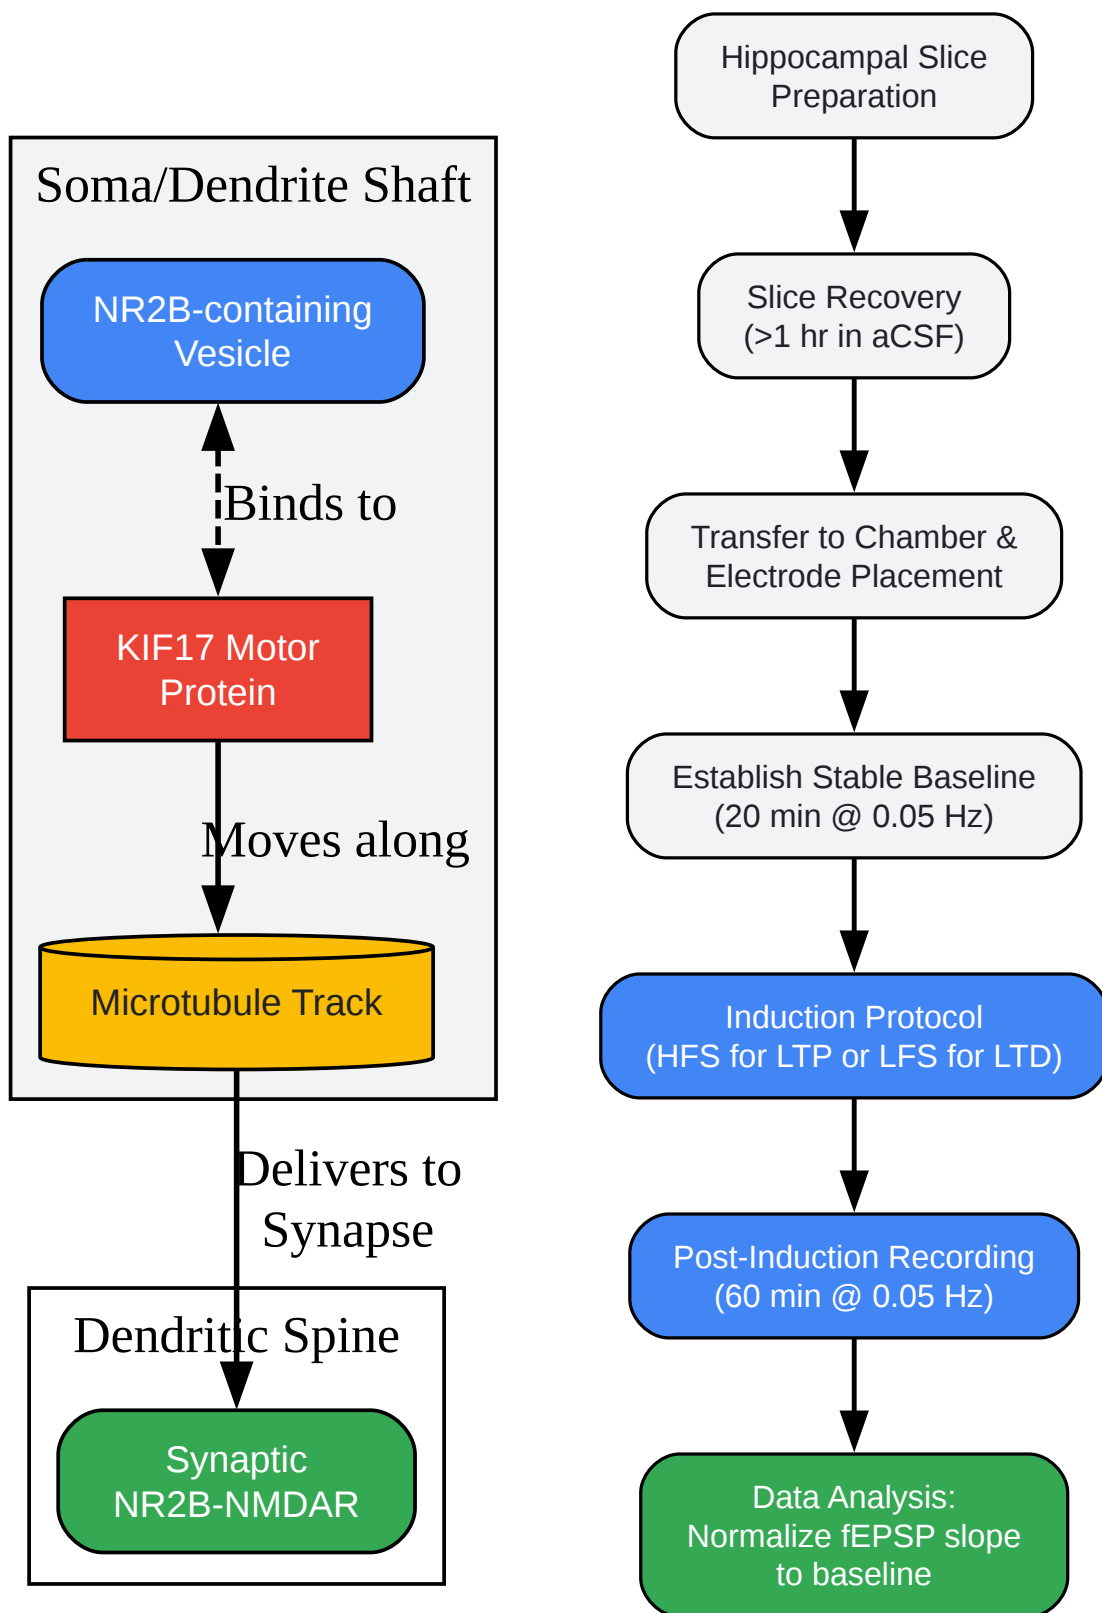 Soma/Dendrite Shaft
NR2B-containing
Vesicle
Binds to
KIF17 Motor
Protein
Moves along
Microtubule Track
Delivers to
Synapse
Dendritic Spine
Synaptic
NR2B-NMDAR
Hippocampal Slice
Preparation
Slice Recovery
(>1 hr in aCSF)
Transfer to Chamber &
Electrode Placement
Establish Stable Baseline
(20 min @ 0.05 Hz)
Induction Protocol
(HFS for LTP or LFS for LTD)
Post-Induction Recording
(60 min @ 0.05 Hz)
Data Analysis:
Normalize fEPSP slope
to baseline